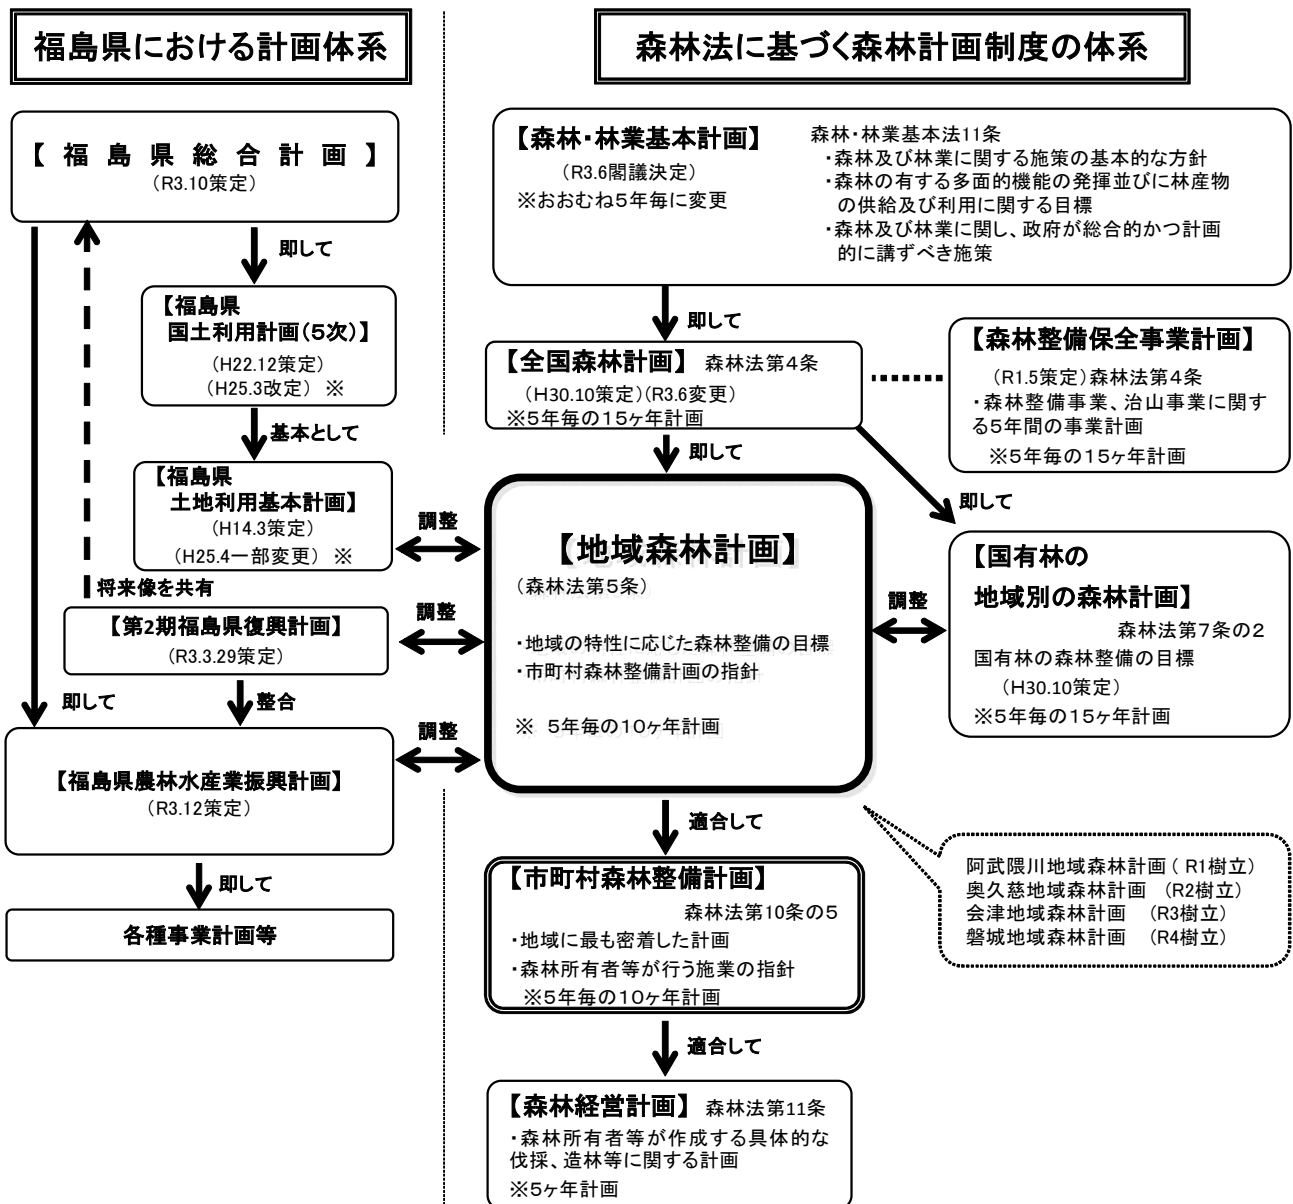 福島県における計画体系
【 福 島 県 総 合 計 画 】
(R3.10策定)
即して
【福島県
国土利用計画(5次)】
(H22.12策定)
(H25.3改定) ※
基本として
【福島県
土地利用基本計画】
(H14.3策定)
(H25.4一部変更) ※
将来像を共有
【第2期福島県復興計画】
(R3.3.29策定)
即して
整合
【福島県農林水産業振興計画】
(R3.12策定)
即して
各種事業計画等
調整
調整
調整
森林法に基づく森林計画制度の体系
【森林・林業基本計画】
(R3.6閣議決定)
※おおむね5年毎に変更
森林・林業基本法11条
・森林及び林業に関する施策の基本的な方針
・森林の有する多面的機能の発揮並びに林産物
の供給及び利用に関する目標
・森林及び林業に関し、政府が総合的かつ計画
的に講ずべき施策
即して
【全国森林計画】 森林法第4条
(H30.10策定)(R3.6変更)
※5年毎の15ヶ年計画
【森林整備保全事業計画】
(R1.5策定)森林法第4条
・森林整備事業、治山事業に関す
る5年間の事業計画
※5年毎の15ヶ年計画
即して
即して
【地域森林計画】
(森林法第5条)
・地域の特性に応じた森林整備の目標
・市町村森林整備計画の指針
※ 5年毎の10ヶ年計画
調整
【国有林の
地域別の森林計画】
森林法第7条の2
国有林の森林整備の目標
(H30.10策定)
※5年毎の15ヶ年計画
適合して
阿武隈川地域森林計画( R1樹立)
奥久慈地域森林計画 (R2樹立)
会津地域森林計画 (R3樹立)
磐城地域森林計画 (R4樹立)
【市町村森林整備計画】
森林法第10条の5
・地域に最も密着した計画
・森林所有者等が行う施業の指針
※5年毎の10ヶ年計画
適合して
【森林経営計画】 森林法第11条
・森林所有者等が作成する具体的な
伐採、造林等に関する計画
※5ヶ年計画